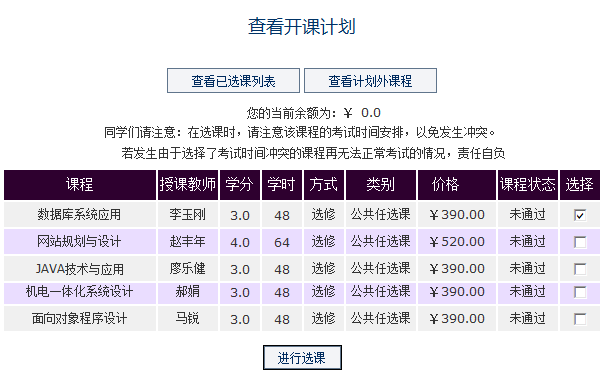 查看开课计划
查看已选课列表 查看计划外课程
您的当前余额为：￥ 0.0
同学们请注意：在选课时，请注意该课程的考试时间安排，以免发生冲突。
若发生由于选择了考试时间冲突的课程再无法正常考试的情况，责任自负
课程 授课教师 学分 学时 方式 类别 价格 课程状态 选择
数据库系统应用 李玉刚 3.0 48 选修 公共任选课 ￥390.00 未通过
网站规划与设计 赵丰年 4.0 64 选修 公共任选课 ￥520.00 未通过
JAVA技术与应用 廖乐健 3.0 48 选修 公共任选课 ￥390.00 未通过
机电一体化系统设计 郝娟 3.0 48 选修 公共任选课 ￥390.00 未通过
面向对象程序设计 马锐 3.0 48 选修 公共任选课 ￥390.00 未通过
进行选课